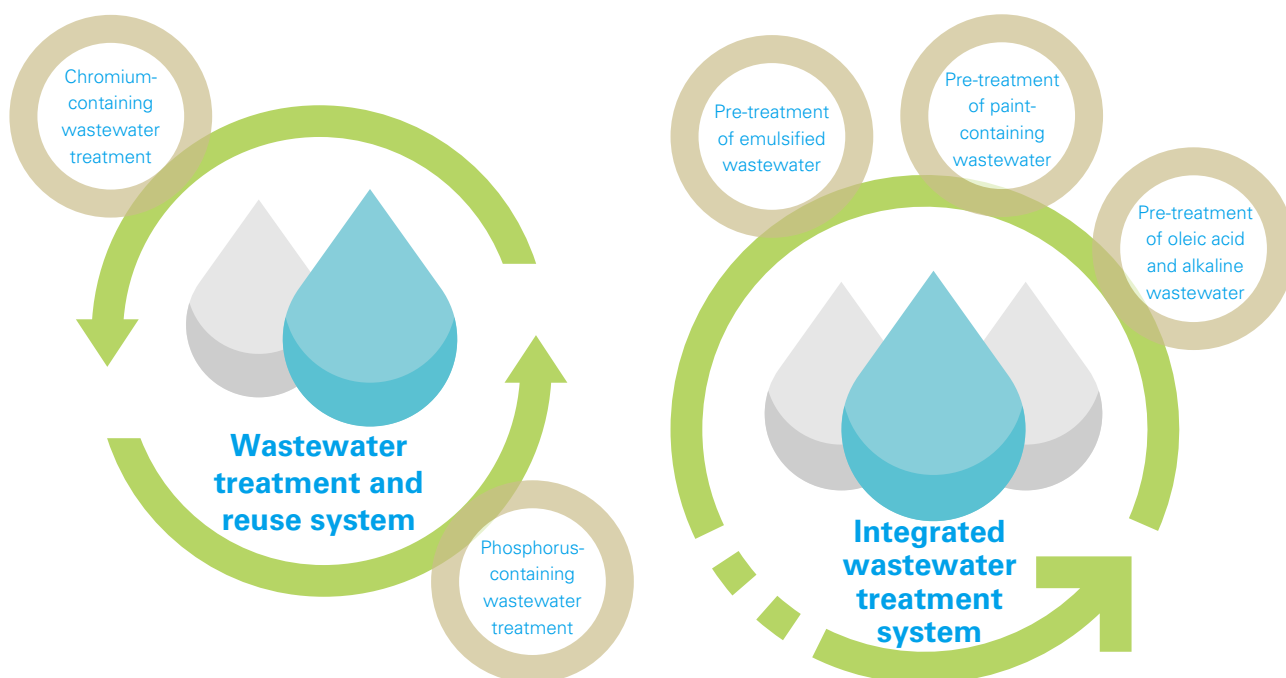 Chromium-
containing
wastewater
treatment
Wastewater
treatment and
reuse system
Phosphorus-
containing
wastewater
treatment
Pre-treatment
of emulsified
wastewater
Pre-treatment
of paint-
containing
wastewater
Pre-treatment
of oleic acid
and alkaline
wastewater
Integrated
wastewater
treatment
system